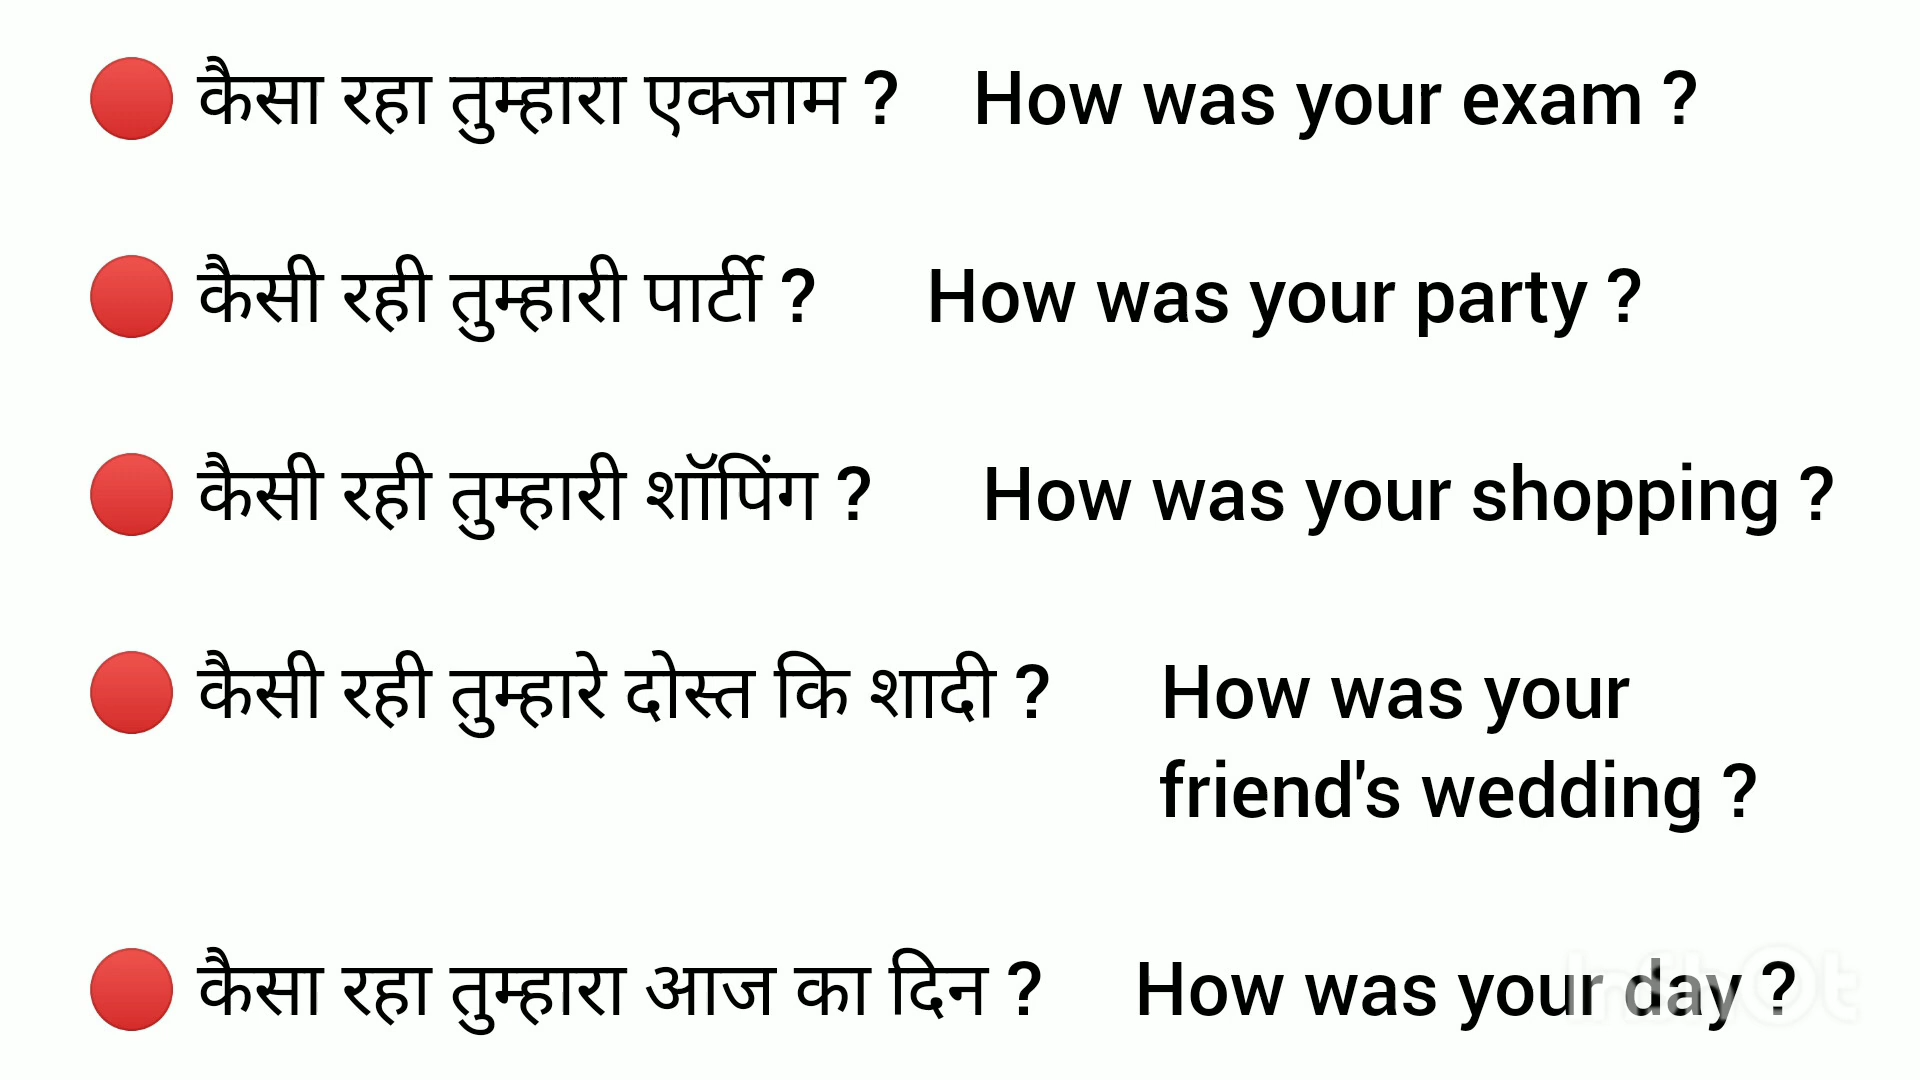 🔴 कैसा रहा तुम्हारा एक्जाम ? How was your exam ?
🔴 कैसी रही तुम्हारी पार्टी ? How was your party ?
🔴 कैसी रही तुम्हारी शॉपिंग ? How was your shopping ?
🔴 कैसी रही तुम्हारे दोस्त कि शादी ? How was your
friend's wedding ?
🔴 कैसा रहा तुम्हारा आज का दिन ? How was your day ?
InShOt